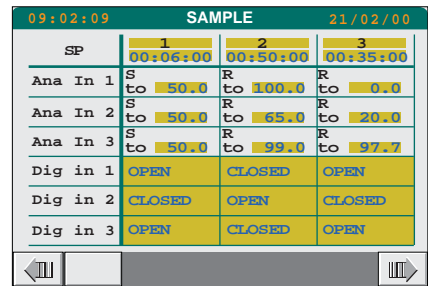 09:02:09 SAMPLE 21/02/00
SP 1 2 3
00:06:00 00:50:00 00:35:00
Ana In 1 S to 50.0 R to 100.0 R to 0.0
Ana In 2 S to 50.0 R to 65.0 R to 20.0
Ana In 3 S to 50.0 R to 99.0 R to 97.7
Dig in 1 OPEN CLOSED OPEN
Dig in 2 CLOSED OPEN CLOSED
Dig in 3 OPEN CLOSED OPEN